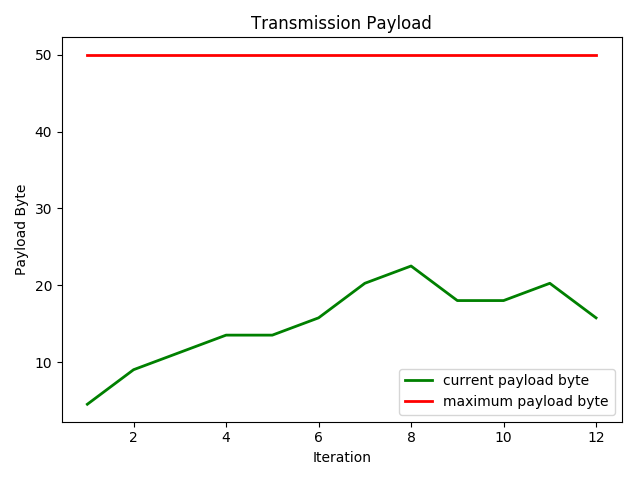 Transmission Payload
Payload Byte
50
40
30
20
10
current payload byte
maximum payload byte
2 4 6 8 10 12
Iteration